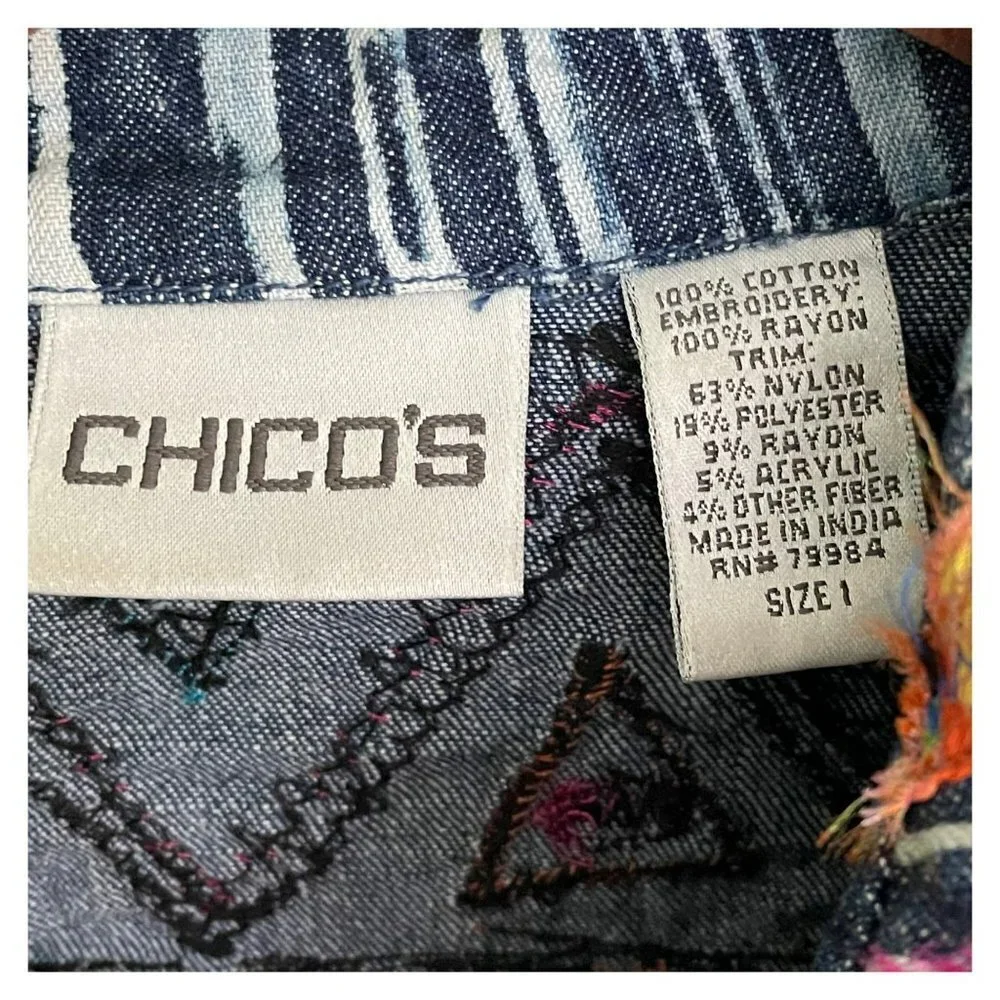 CHICO'S
100% COTTON
EMBROIDERY:
100% RAYON
TRIM:
63% NYLON
19% POLYESTER
9% RAYON
5% ACRYLIC
4% OTHER FIBER
MADE IN INDIA
RN# 79984
SIZE 1